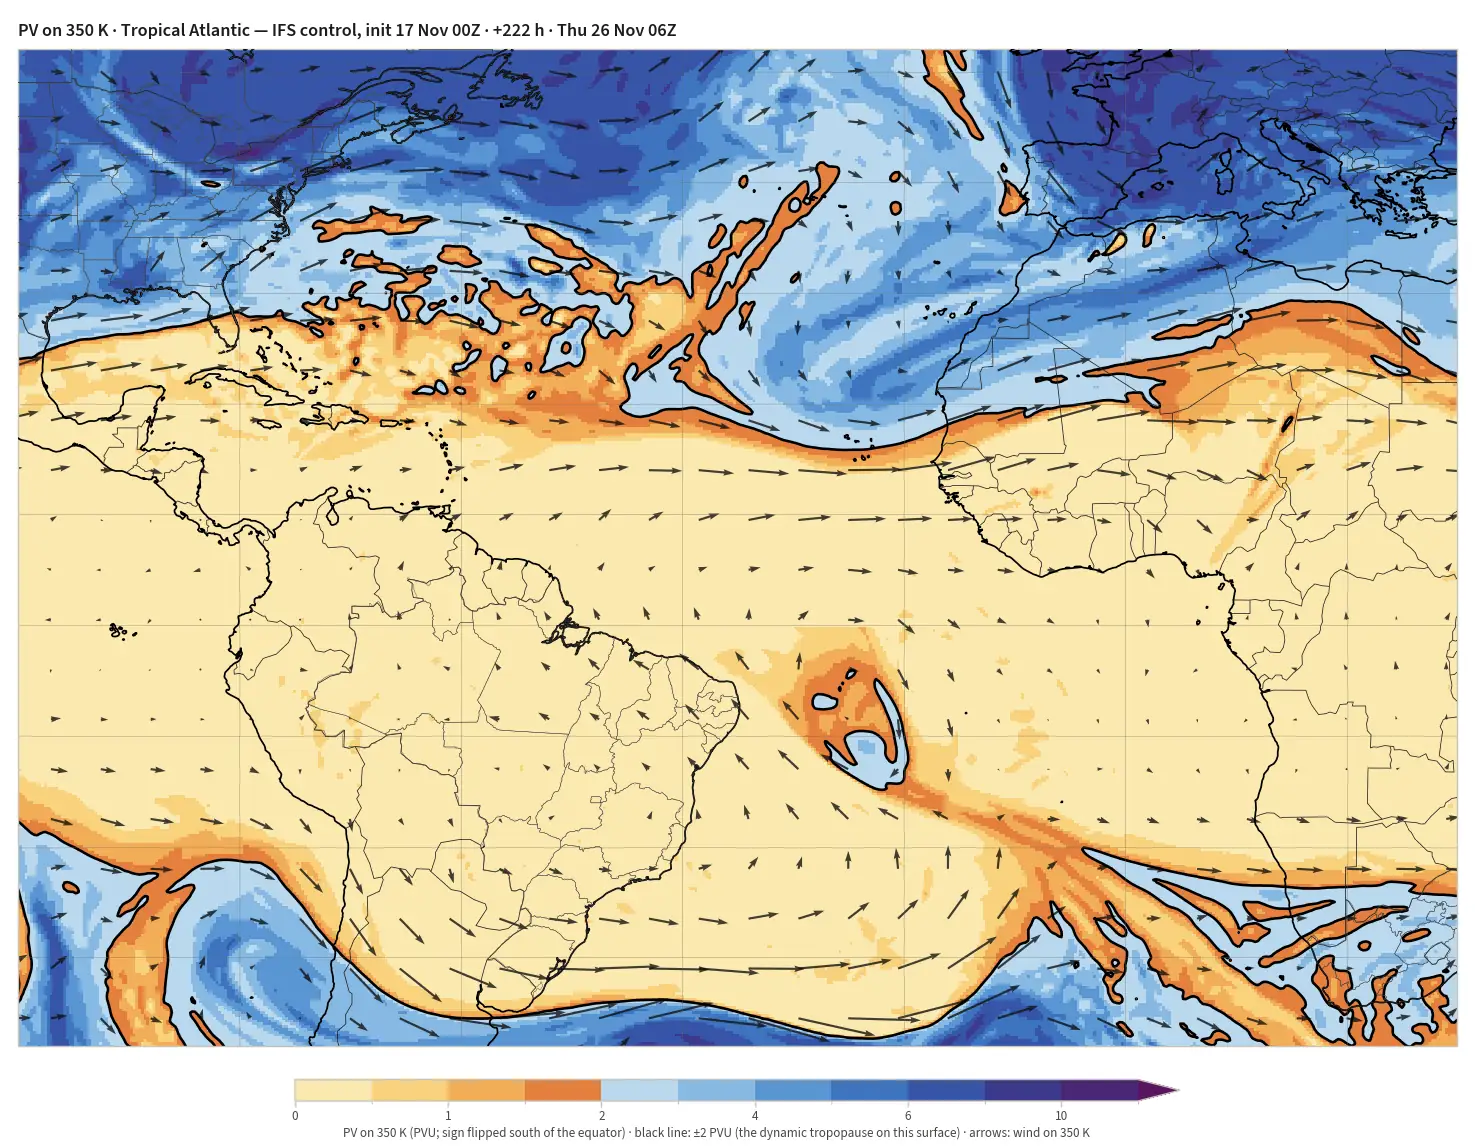 PV on 350 K · Tropical Atlantic — IFS control, init 17 Nov 00Z · +222 h · Thu 26 Nov 06Z
0 1 2 4 6 10
PV on 350 K (PVU; sign flipped south of the equator) · black line: ±2 PVU (the dynamic tropopause on this surface) · arrows: wind on 350 K